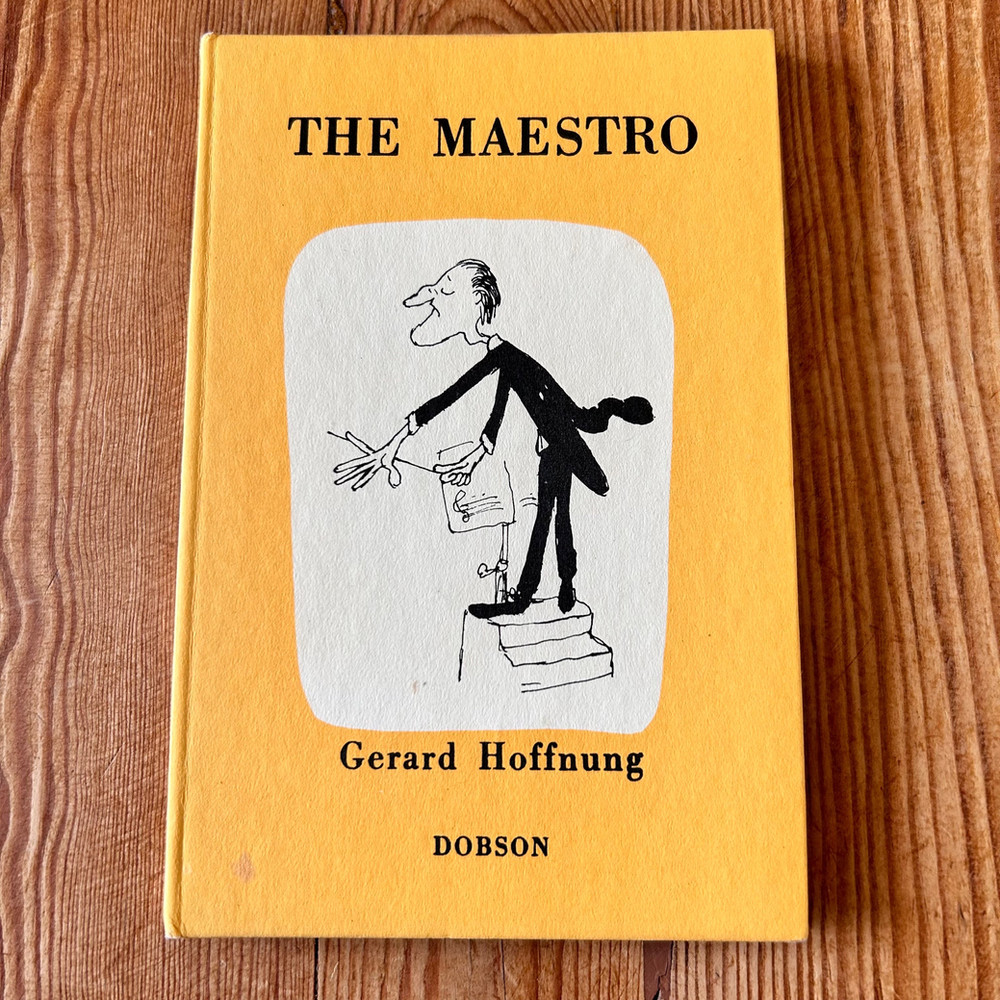 THE MAESTRO
Gerard Hoffnung
DOBSON